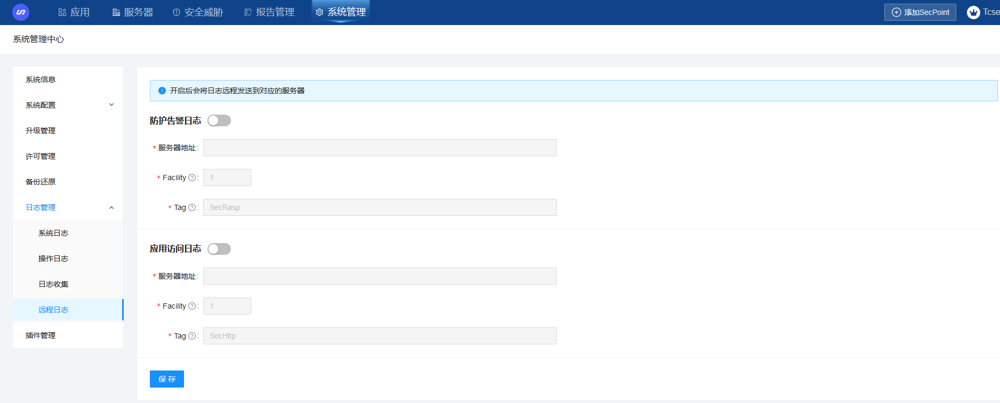 应用 服务器 安全威胁 报告管理 系统管理 添加SecPoint Tcse
系统管理中心
系统信息
系统配置
升级管理
许可管理
备份还原
日志管理
系统日志
操作日志
日志收集
远程日志
插件管理
开启后会将日志远程发送到对应的服务器
防护告警日志
* 服务器地址:
* Facility ? : 1
* Tag ? : SecRasp
应用访问日志
* 服务器地址:
* Facility ? : 1
* Tag ? : SecHttp
保 存